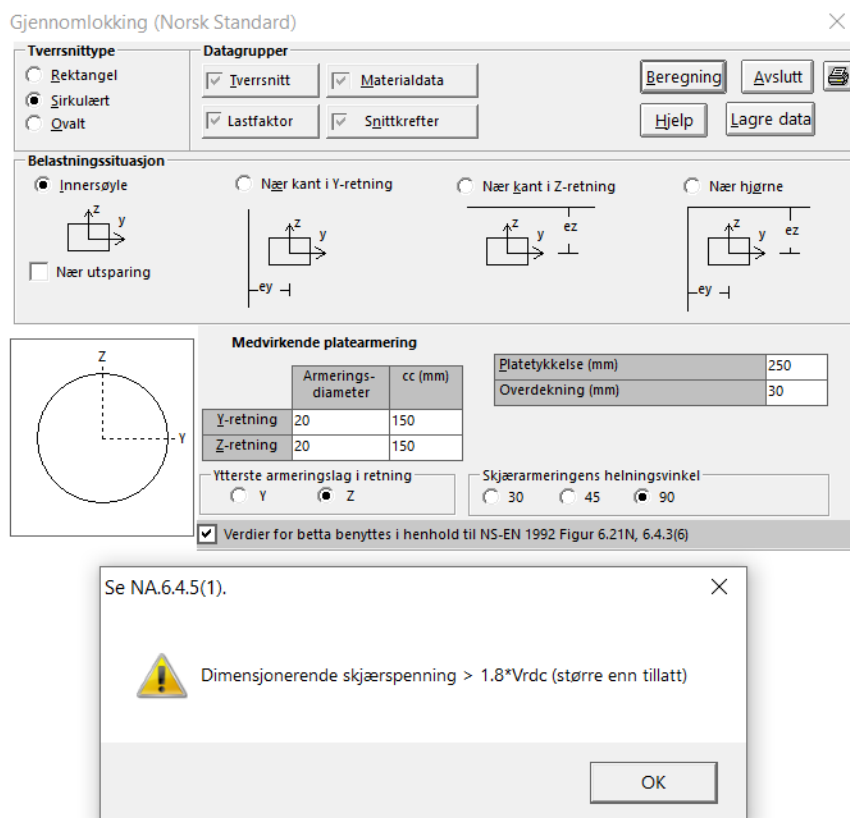 Gjennomlokking (Norsk Standard)
Tverrsnittype
Datagrupper
Rektangel
Sirkulært
Ovalt
Tverrsnitt
Materialdata
Lastfaktor
Snittkrefter
Beregning
Avslutt
Hjelp
Lagre data
Belastningssituasjon
Innersøyle
Nær kant i Y-retning
Nær kant i Z-retning
Nær hjørne
z
y
z
y
z
y
ez
z
y
ez
Nær utsparing
ey
ey
Medvirkende platearmering
Z
Y
Armerings-
diameter
cc (mm)
Y-retning 20 150
Z-retning 20 150
Platetykkelse (mm) 250
Overdekning (mm) 30
Ytterste armeringslag i retning
Y Z
Skjærarmeringens helningsvinkel
30 45 90
Verdier for betta benyttes i henhold til NS-EN 1992 Figur 6.21N, 6.4.3(6)
Se NA.6.4.5(1).
Dimensjonerende skjærspenning > 1.8*Vrdc (større enn tillatt)
OK